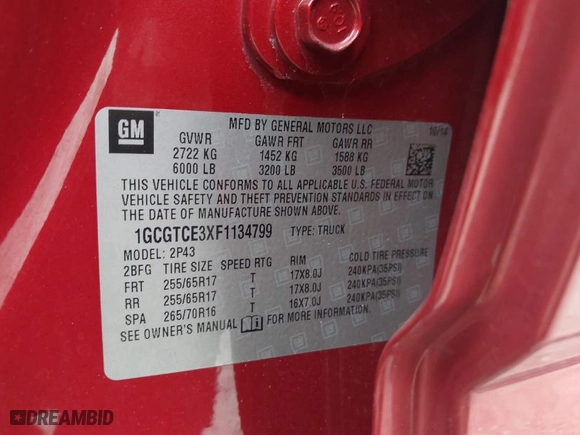 GM
MFD BY GENERAL MOTORS LLC 10/14
GVWR GAWR FRT GAWR RR
2722 KG 1452 KG 1588 KG
6000 LB 3200 LB 3500 LB
THIS VEHICLE CONFORMS TO ALL APPLICABLE U.S. FEDERAL MOTOR
VEHICLE SAFETY AND THEFT PREVENTION STANDARDS IN EFFECT ON
THE DATE OF MANUFACTURE SHOWN ABOVE.
1GCGTCE3XF1134799 TYPE: TRUCK
MODEL: 2P43
2BFG TIRE SIZE SPEED RTG RIM COLD TIRE PRESSURE
FRT 255/65R17 T 17X8.0J 240KPA(35PSI)
RR 255/65R17 T 17X8.0J 240KPA(35PSI)
SPA 265/70R16 T 16X7.0J 240KPA(35PSI)
SEE OWNER'S MANUAL FOR MORE INFORMATION.
DREAMBID